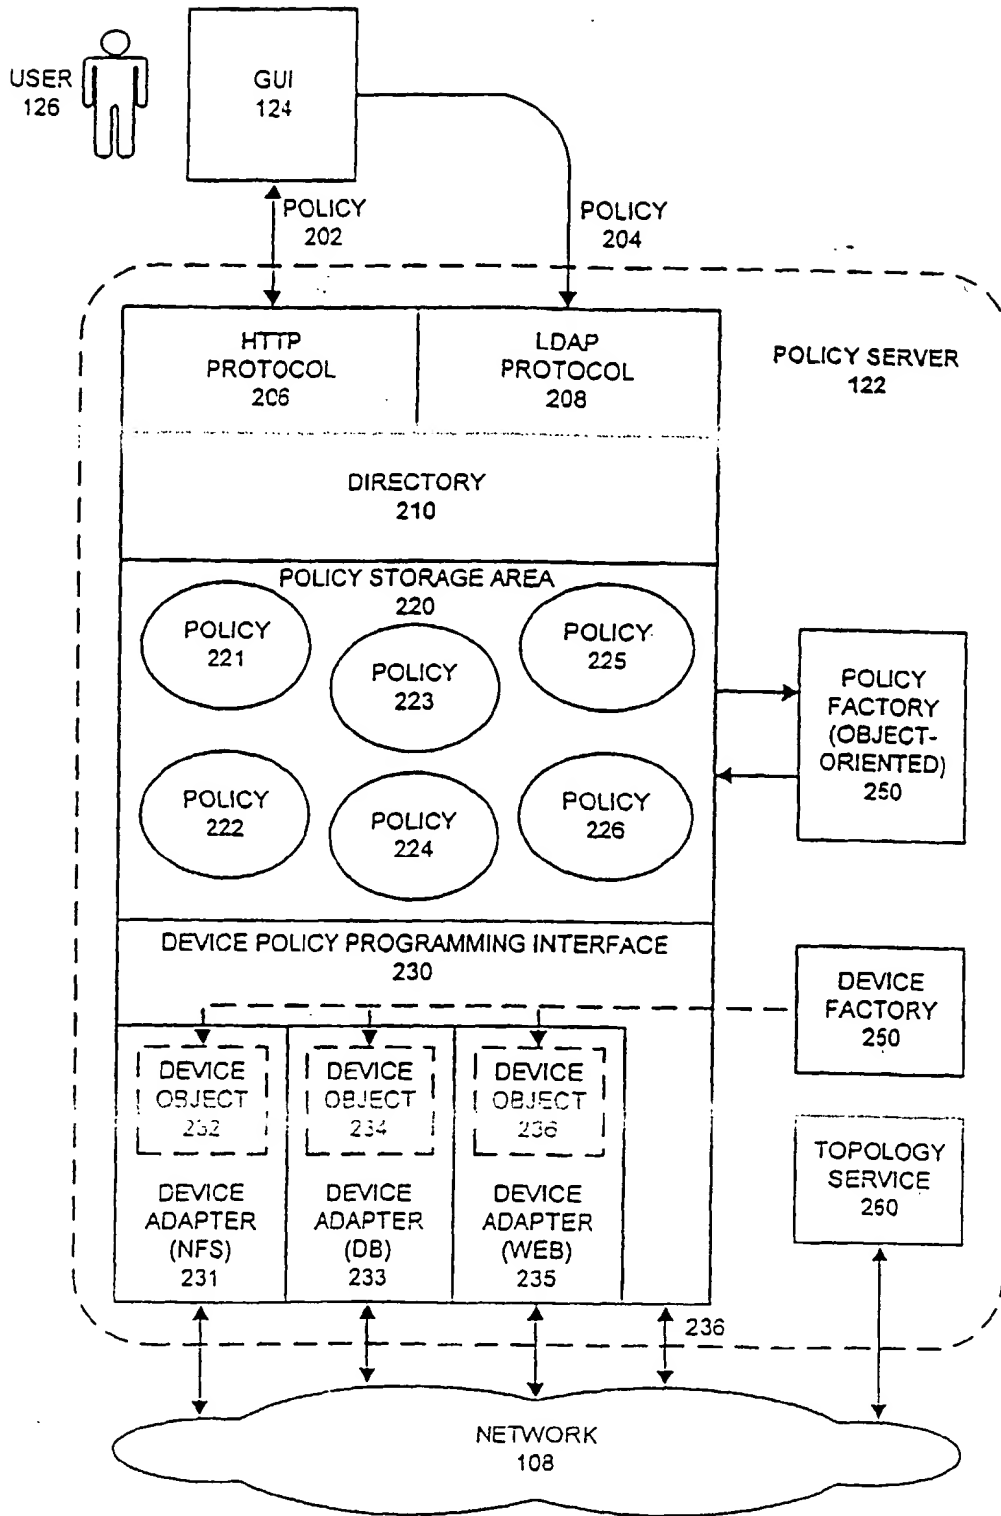 USER
126
GUI
124
POLICY
202
POLICY
204
HTTP
PROTOCOL
206
LDAP
PROTOCOL
208
POLICY SERVER
122
DIRECTORY
210
POLICY STORAGE AREA
220
POLICY
221
POLICY
223
POLICY
225
POLICY
222
POLICY
224
POLICY
226
POLICY
FACTORY
(OBJECT-
ORIENTED)
250
DEVICE POLICY PROGRAMMING INTERFACE
230
DEVICE
FACTORY
250
DEVICE
OBJECT
232
DEVICE
OBJECT
234
DEVICE
OBJECT
236
DEVICE
ADAPTER
(NFS)
231
DEVICE
ADAPTER
(DB)
233
DEVICE
ADAPTER
(WEB)
235
TOPOLOGY
SERVICE
260
236
NETWORK
108